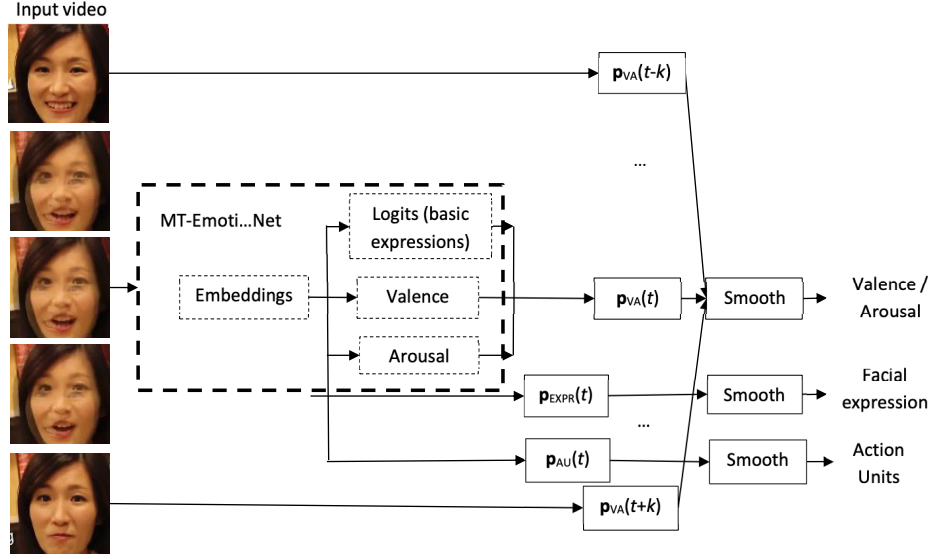 Input video
p_VA(t-k)
...
MT-Emoti...Net
Logits (basic
expressions)
Embeddings
Valence
Arousal
p_VA(t)
Smooth
Valence /
Arousal
p_EXPR(t)
Smooth
Facial
expression
...
p_AU(t)
Smooth
Action
Units
p_VA(t+k)